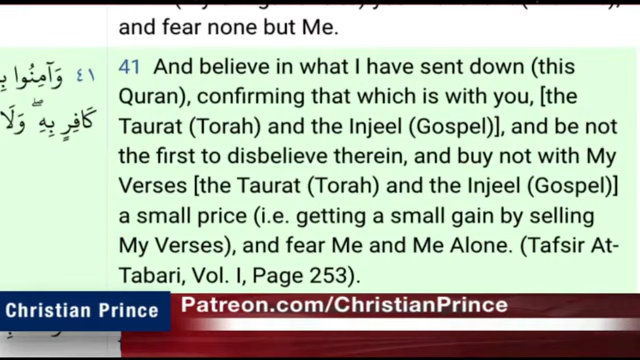 and fear none but Me.
41 And believe in what I have sent down (this
Quran), confirming that which is with you, [the
Taurat (Torah) and the Injeel (Gospel)], and be not
the first to disbelieve therein, and buy not with My
Verses [the Taurat (Torah) and the Injeel (Gospel)]
a small price (i.e. getting a small gain by selling
My Verses), and fear Me and Me Alone. (Tafsir At-
Tabari, Vol. I, Page 253).
٤١ وَآمِنُوا
كَافِرٍ بِهِ ۖ وَلَا
Christian Prince
Patreon.com/ChristianPrince